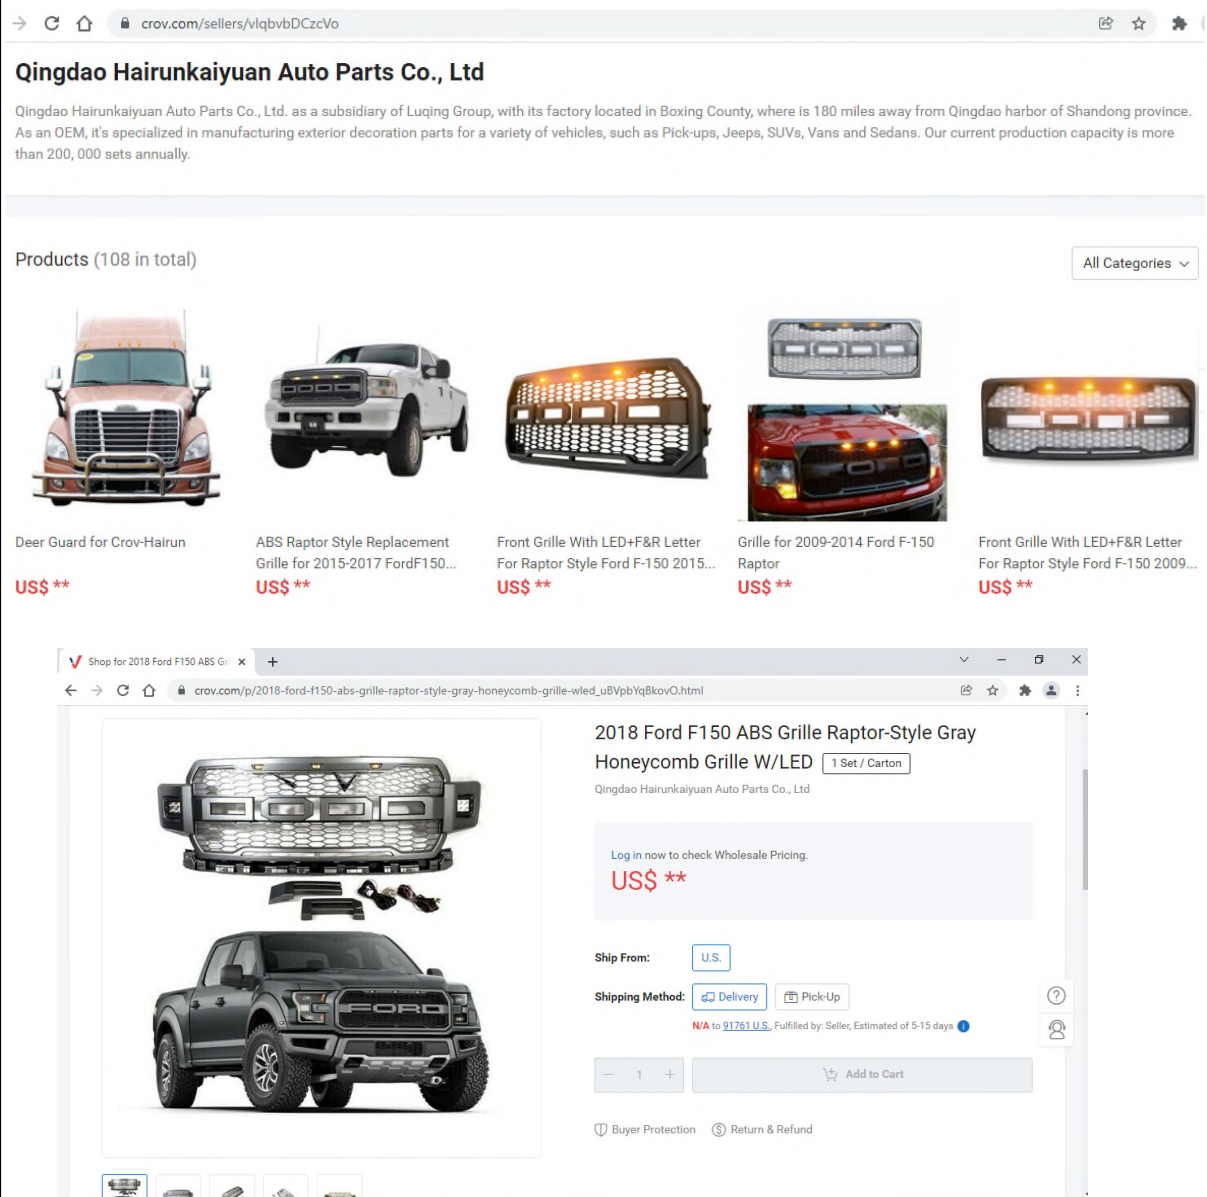 crov.com/sellers/vlqbvbDCzcVo
Qingdao Hairunkaiyuan Auto Parts Co., Ltd
Qingdao Hairunkaiyuan Auto Parts Co., Ltd. as a subsidiary of Luqing Group, with its factory located in Boxing County, where is 180 miles away from Qingdao harbor of Shandong province.
As an OEM, it's specialized in manufacturing exterior decoration parts for a variety of vehicles, such as Pick-ups, Jeeps, SUVs, Vans and Sedans. Our current production capacity is more
than 200, 000 sets annually.
Products (108 in total)
All Categories
Deer Guard for Crov-Hairun
US$ **
ABS Raptor Style Replacement
Grille for 2015-2017 FordF150...
US$ **
Front Grille With LED+F&R Letter
For Raptor Style Ford F-150 2015...
US$ **
Grille for 2009-2014 Ford F-150
Raptor
US$ **
Front Grille With LED+F&R Letter
For Raptor Style Ford F-150 2009...
US$ **
Shop for 2018 Ford F150 ABS Gri
crov.com/p/2018-ford-f150-abs-grille-raptor-style-gray-honeycomb-grille-wled_uBVpbYqBkovO.html
FORD
2018 Ford F150 ABS Grille Raptor-Style Gray
Honeycomb Grille W/LED 1 Set / Carton
Qingdao Hairunkaiyuan Auto Parts Co., Ltd
Log in now to check Wholesale Pricing.
US$ **
Ship From: U.S.
Shipping Method: Delivery Pick-Up
N/A to 91761 U.S., Fulfilled by: Seller, Estimated of 5-15 days
1 Add to Cart
Buyer Protection Return & Refund